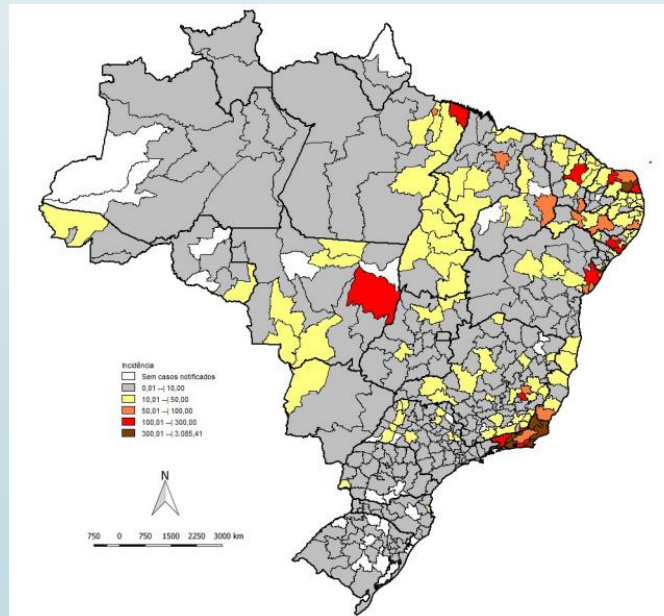 Incidência
Sem casos notificados
0,01 --| 10,00
10,01 --| 50,00
50,01 --| 100,00
100,01 --| 300,00
300,01 --| 3.085,41
N
750 0 750 1500 2250 3000 km